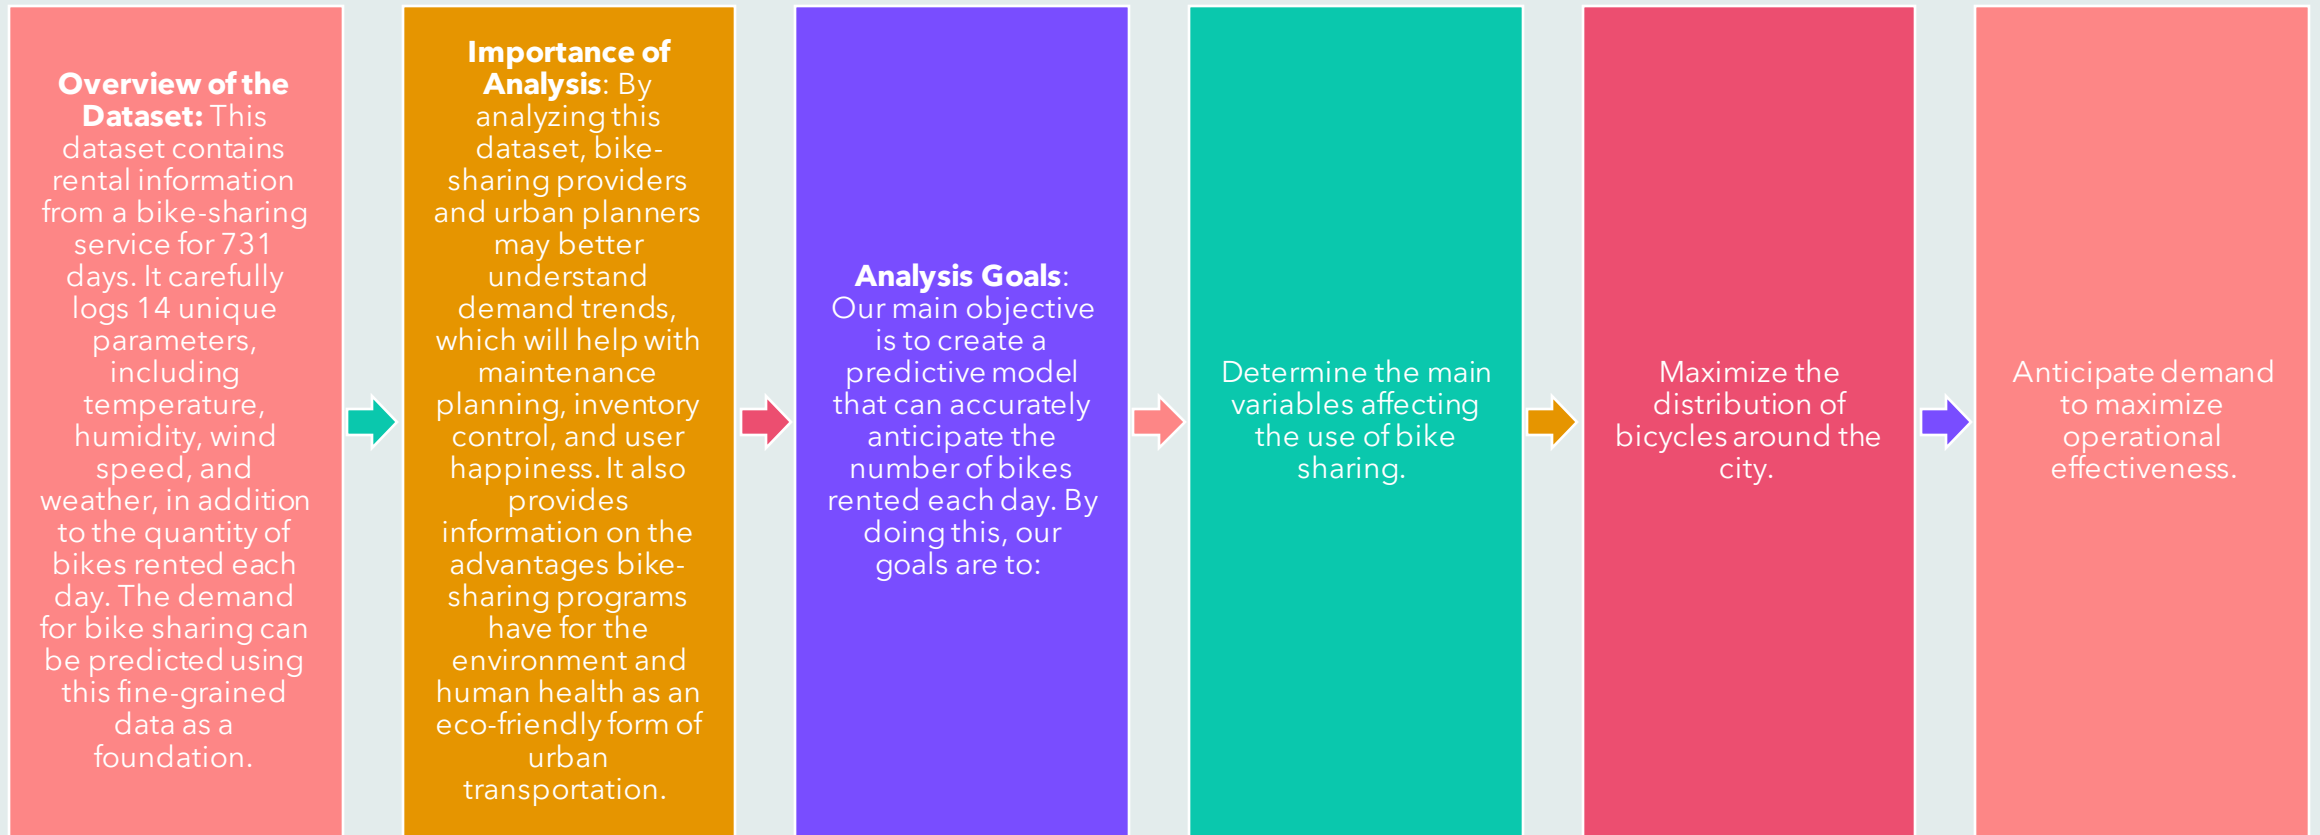 Overview of the
Dataset: This
dataset contains
rental information
from a bike-sharing
service for 731
days. It carefully
logs 14 unique
parameters,
including
temperature,
humidity, wind
speed, and
weather, in addition
to the quantity of
bikes rented each
day. The demand
for bike sharing can
be predicted using
this fine-grained
data as a
foundation.
Importance of
Analysis: By
analyzing this
dataset, bike-
sharing providers
and urban planners
may better
understand
demand trends,
which will help with
maintenance
planning, inventory
control, and user
happiness. It also
provides
information on the
advantages bike-
sharing programs
have for the
environment and
human health as an
eco-friendly form of
urban
transportation.
Analysis Goals:
Our main objective
is to create a
predictive model
that can accurately
anticipate the
number of bikes
rented each day. By
doing this, our
goals are to:
Determine the main
variables affecting
the use of bike
sharing.
Maximize the
distribution of
bicycles around the
city.
Anticipate demand
to maximize
operational
effectiveness.